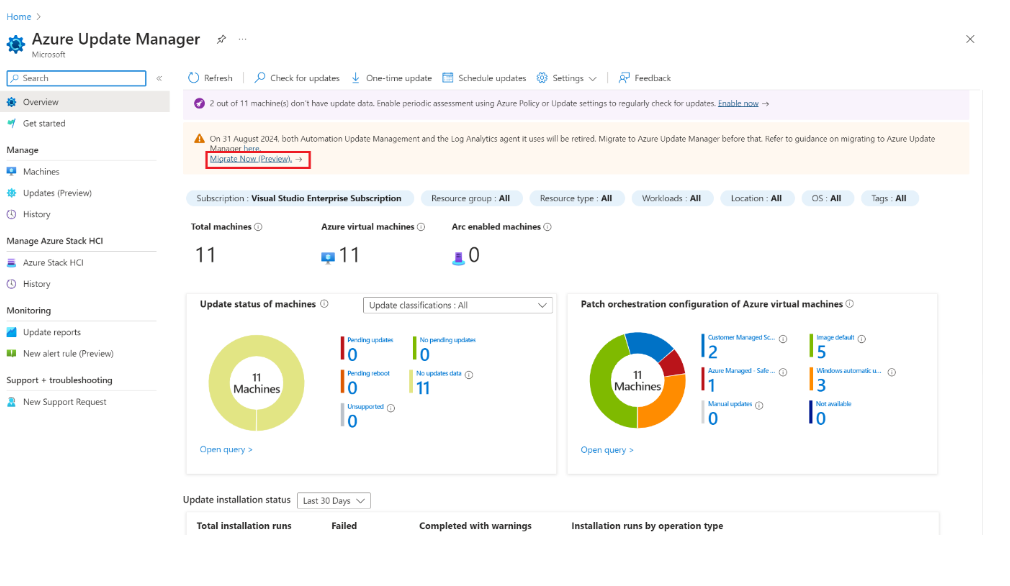 Home
Azure Update Manager
Microsoft
Search
Overview
Get started
Manage
Machines
Updates (Preview)
History
Manage Azure Stack HCI
Azure Stack HCI
History
Monitoring
Update reports
New alert rule (Preview)
Support + troubleshooting
New Support Request
Refresh Check for updates One-time update Schedule updates Settings Feedback
2 out of 11 machine(s) don't have update data. Enable periodic assessment using Azure Policy or Update settings to regularly check for updates. Enable now →
On 31 August 2024, both Automation Update Management and the Log Analytics agent it uses will be retired. Migrate to Azure Update Manager before that. Refer to guidance on migrating to Azure Update
Manager here.
Migrate Now (Preview). →
Subscription : Visual Studio Enterprise Subscription Resource group : All Resource type : All Workloads : All Location : All OS : All Tags : All
Total machines Azure virtual machines Arc enabled machines
11 11 0
Update status of machines Update classifications : All
11
Machines
Pending updates
0
No pending updates
0
Pending reboot
0
No updates data
11
Unsupported
0
Open query >
Patch orchestration configuration of Azure virtual machines
11
Machines
Customer Managed Sc...
2
Image default
5
Azure Managed - Safe ...
1
Windows automatic u...
3
Manual updates
0
Not available
0
Open query >
Update installation status Last 30 Days
Total installation runs Failed Completed with warnings Installation runs by operation type